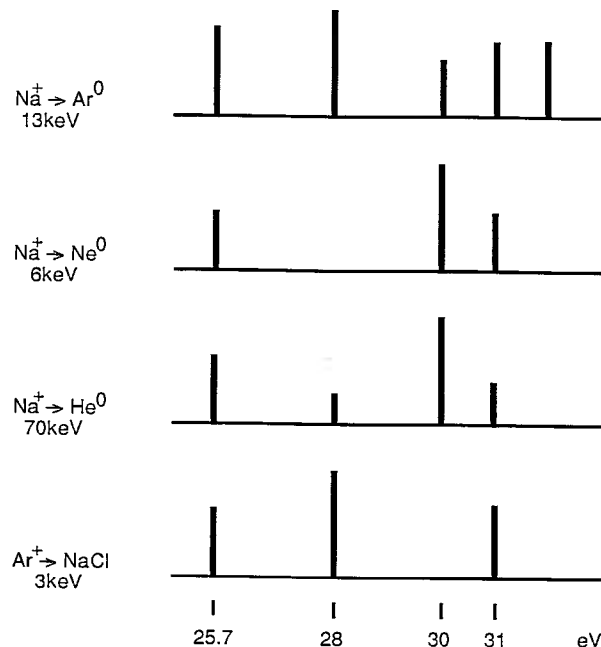 Na⁺ → Ar⁰
13keV
Na⁺ → Ne⁰
6keV
Na⁺ → He⁰
70keV
Ar⁺ → NaCl
3keV
25.7 28 30 31 eV